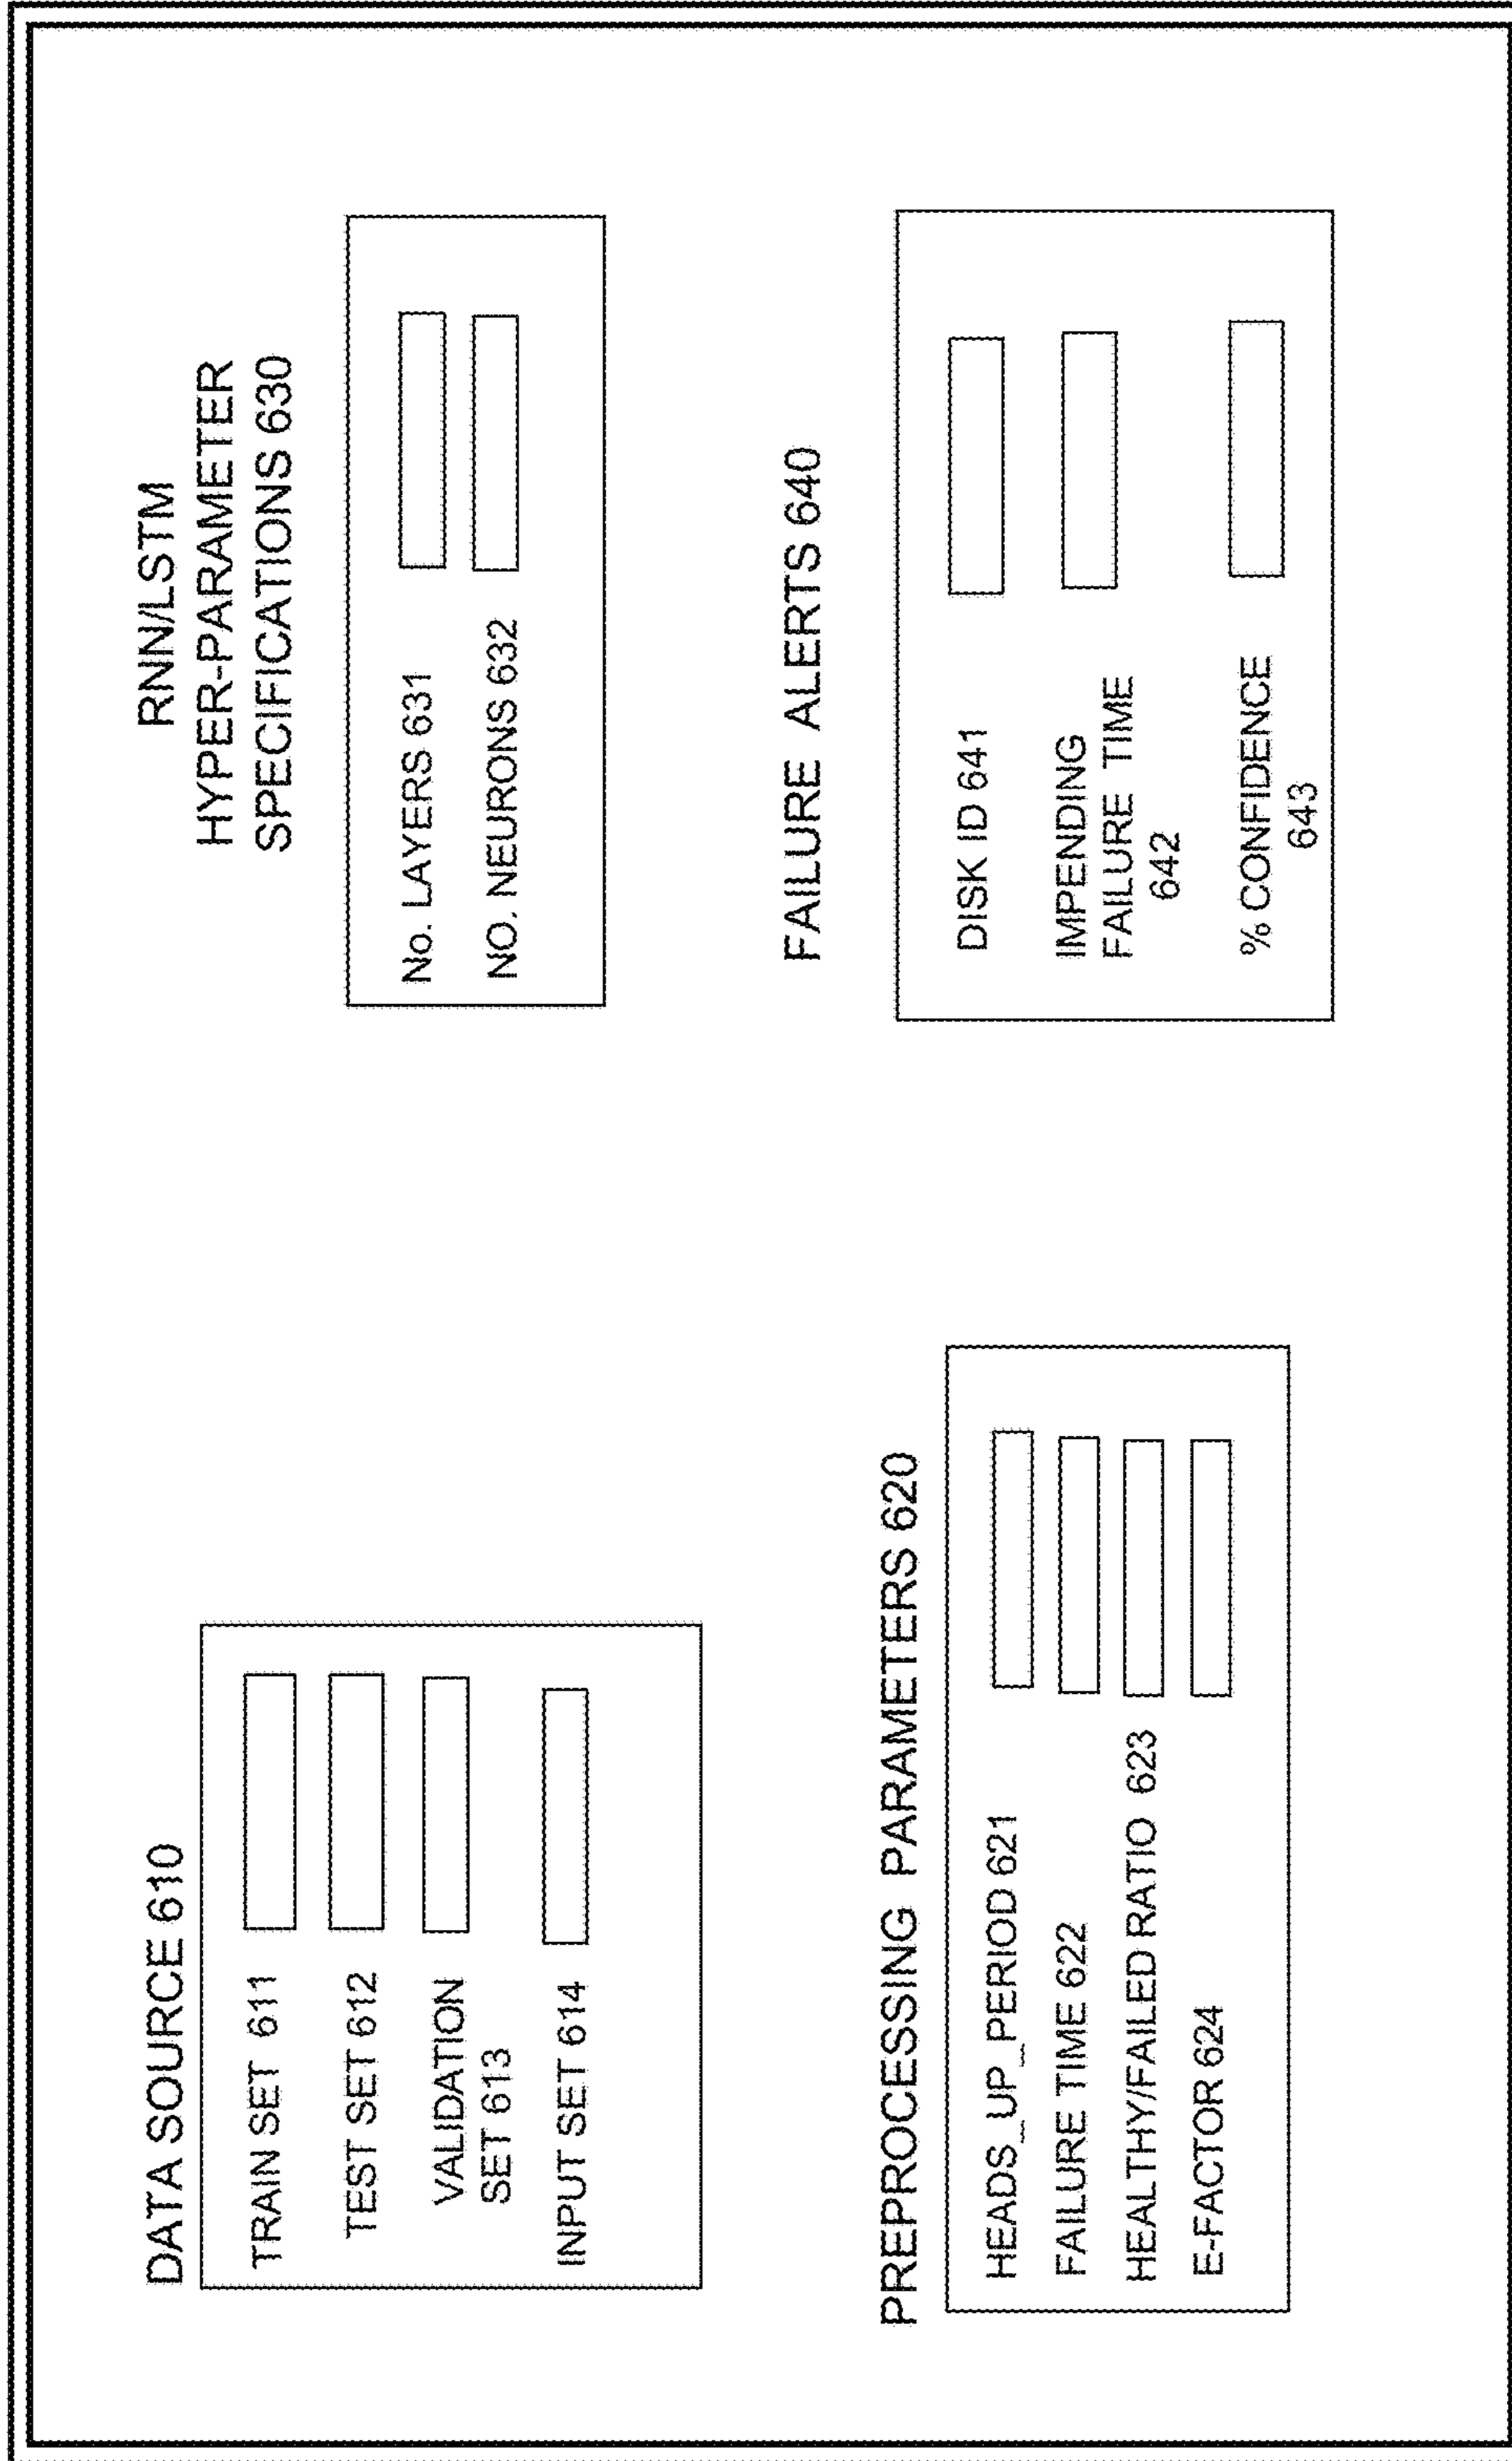 DATA SOURCE 610
TRAIN SET 611
TEST SET 612
VALIDATION
SET 613
INPUT SET 614
RNN/LSTM
HYPER-PARAMETER
SPECIFICATIONS 630
No. LAYERS 631
NO. NEURONS 632
PREPROCESSING PARAMETERS 620
HEADS_UP_PERIOD 621
FAILURE TIME 622
HEALTHY/FAILED RATIO 623
E-FACTOR 624
FAILURE ALERTS 640
DISK ID 641
IMPENDING
FAILURE TIME
642
% CONFIDENCE
643